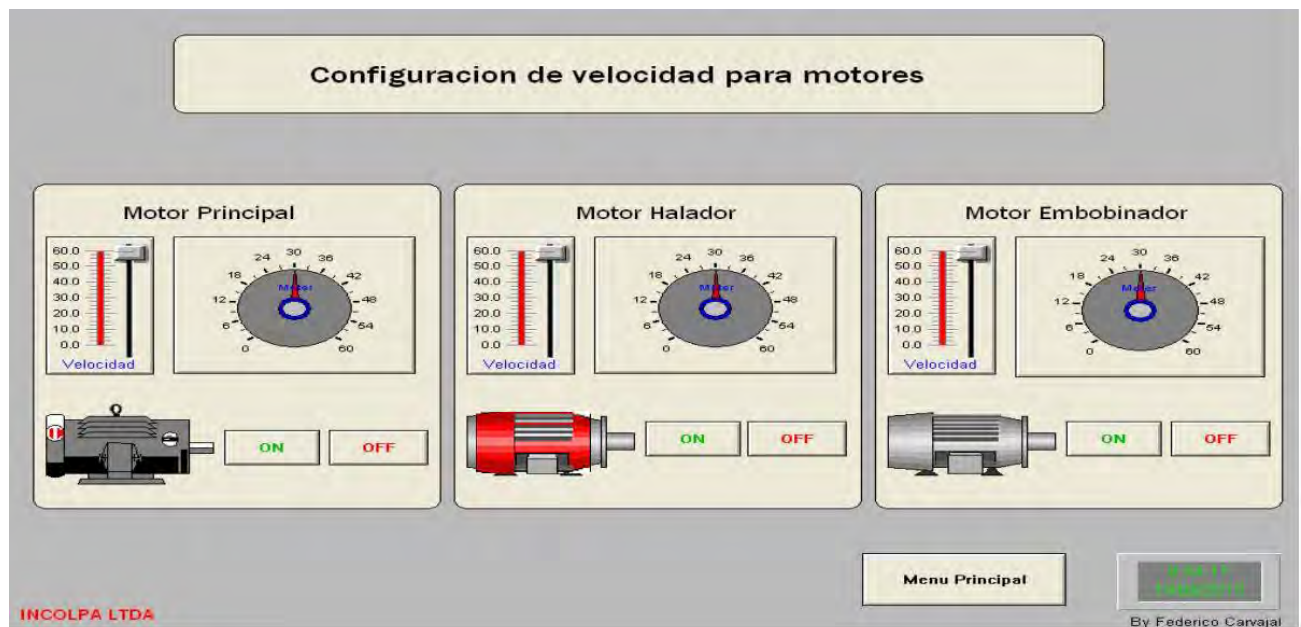 Configuracion de velocidad para motores
Motor Principal
60.0
50.0
40.0
30.0
20.0
10.0
0.0
Velocidad
0
6
12
18
24
30
36
42
48
54
60
Meter
ON
OFF
Motor Halador
60.0
50.0
40.0
30.0
20.0
10.0
0.0
Velocidad
0
6
12
18
24
30
36
42
48
54
60
Meter
ON
OFF
Motor Embobinador
60.0
50.0
40.0
30.0
20.0
10.0
0.0
Velocidad
0
6
12
18
24
30
36
42
48
54
60
Meter
ON
OFF
Menu Principal
INCOLPA LTDA
By Federico Carvajal